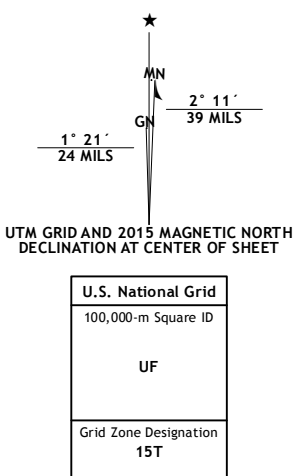 ★
MN
GN
2° 11´
39 MILS
1° 21´
24 MILS
UTM GRID AND 2015 MAGNETIC NORTH
DECLINATION AT CENTER OF SHEET
U.S. National Grid
100,000-m Square ID
UF
Grid Zone Designation
15T